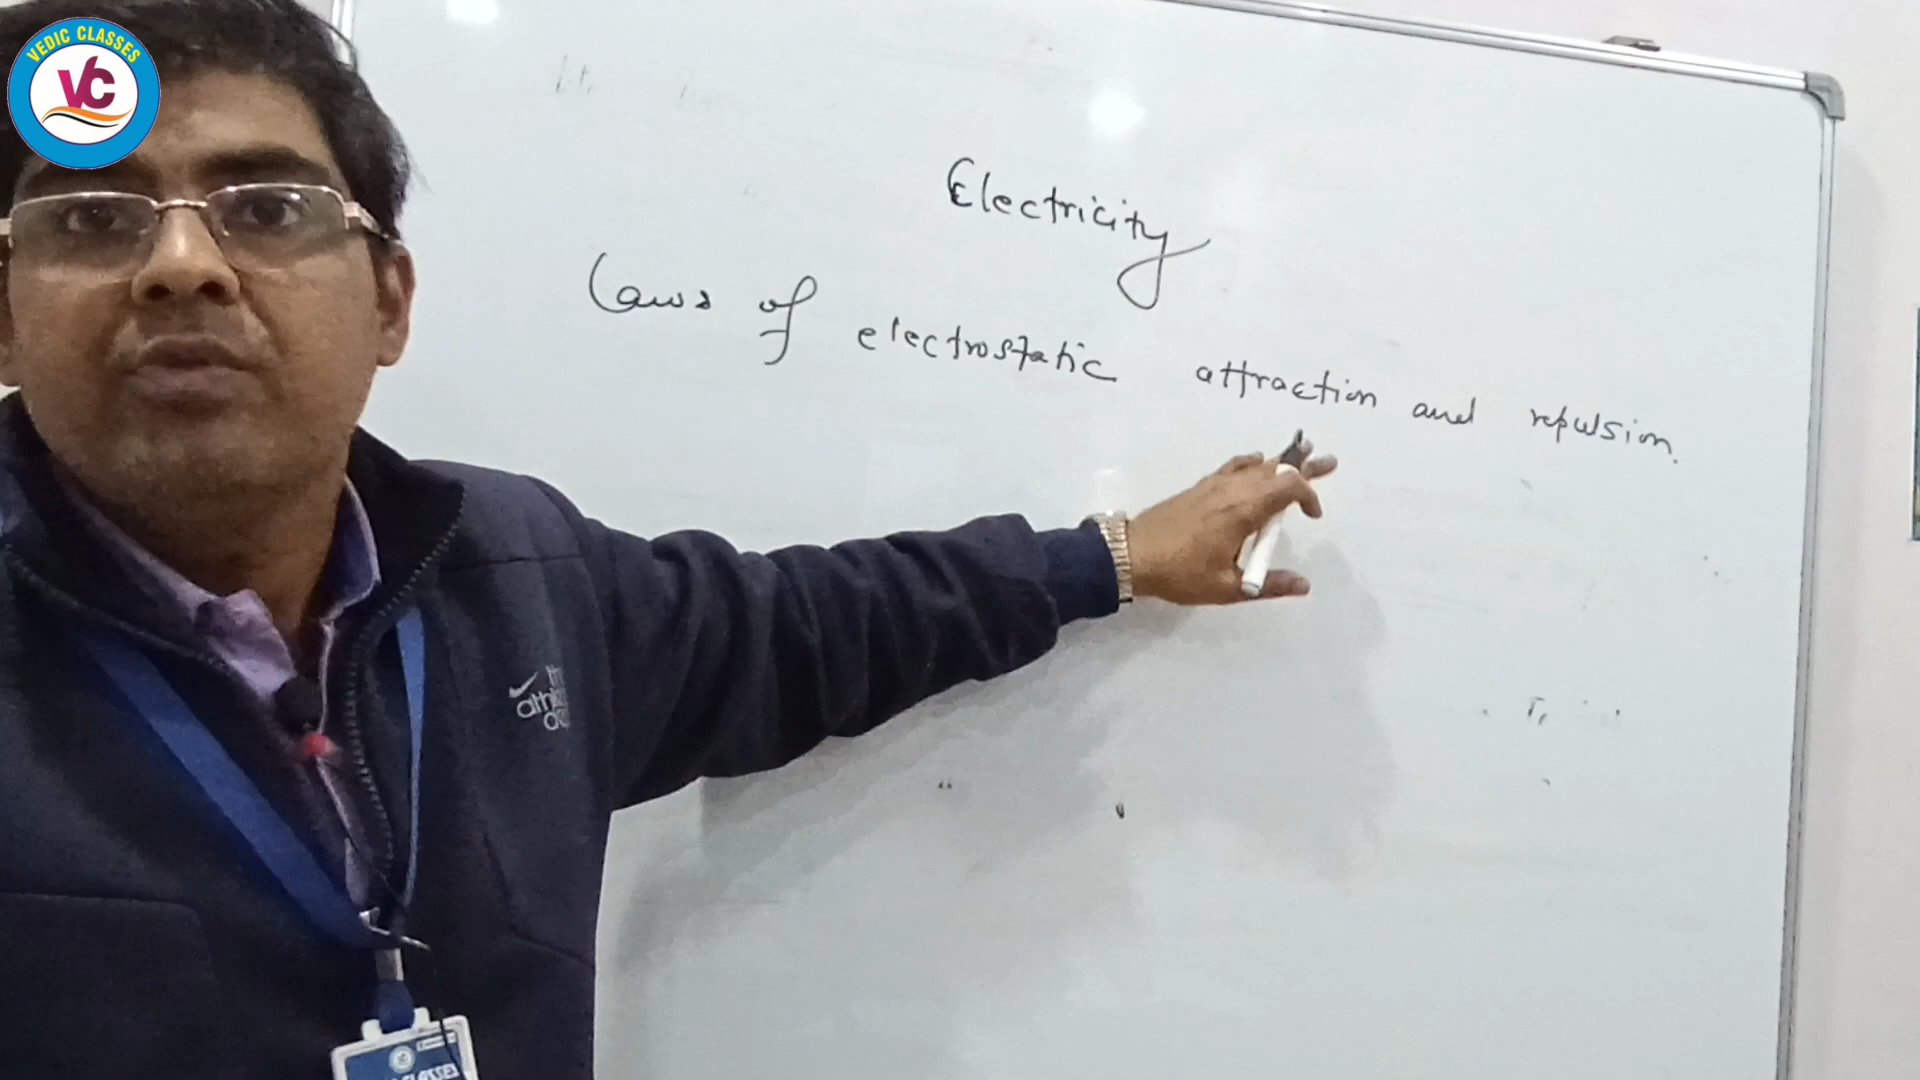 VEDIC CLASSES
VC
Electricity
Laws of electrostatic attraction and repulsion.